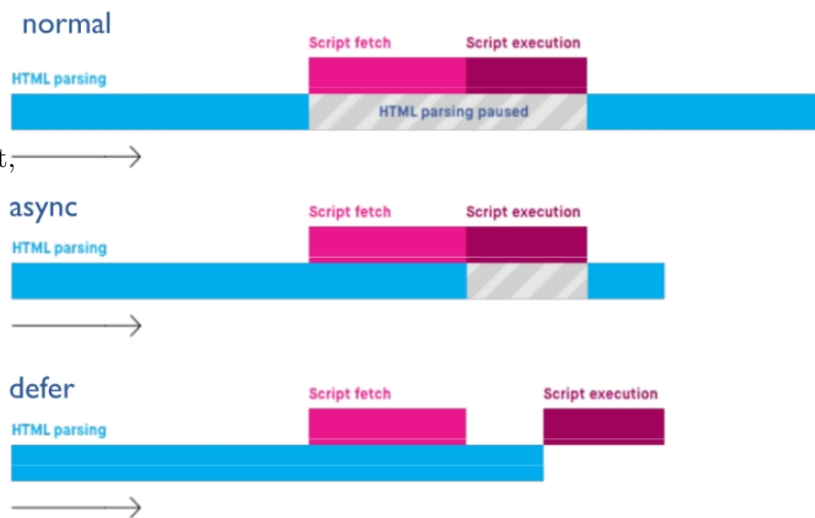 normal
Script fetch Script execution
HTML parsing
HTML parsing paused
t,
async
Script fetch Script execution
HTML parsing
defer
Script fetch Script execution
HTML parsing